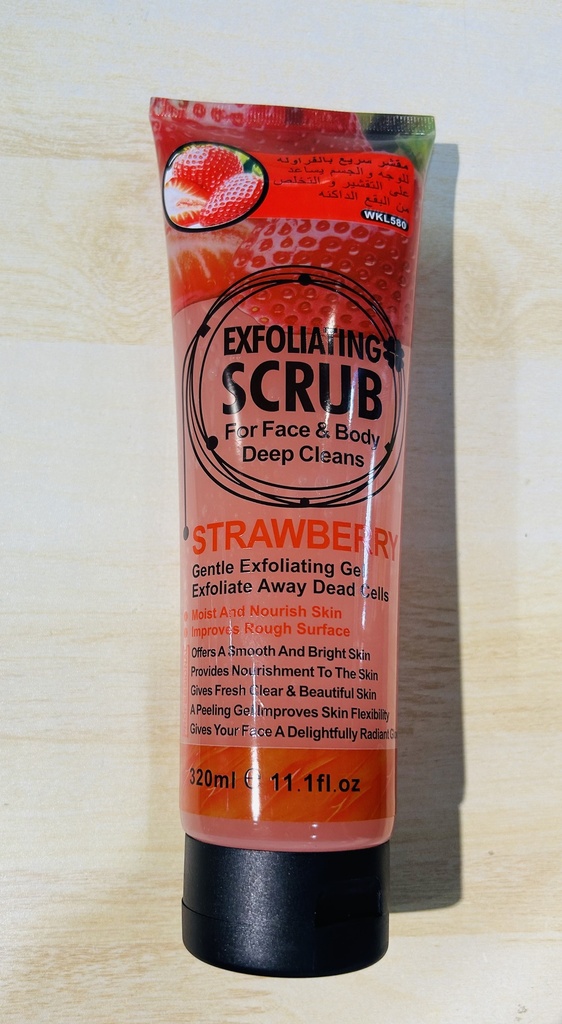 مقشر سريع بالفراوله
للوجه والجسم يساعد
على التقشير و التخلص
من البقع الداكنه
WKL580
EXFOLIATING
SCRUB
For Face & Body
Deep Cleans
STRAWBERRY
Gentle Exfoliating Gel
Exfoliate Away Dead Cells
Moist And Nourish Skin
Improves Rough Surface
Offers A Smooth And Bright Skin
Provides Nourishment To The Skin
Gives Fresh Clear & Beautiful Skin
A Peeling Gel Improves Skin Flexibility
Gives Your Face A Delightfully Radiant
320ml ℮ 11.1fl.oz